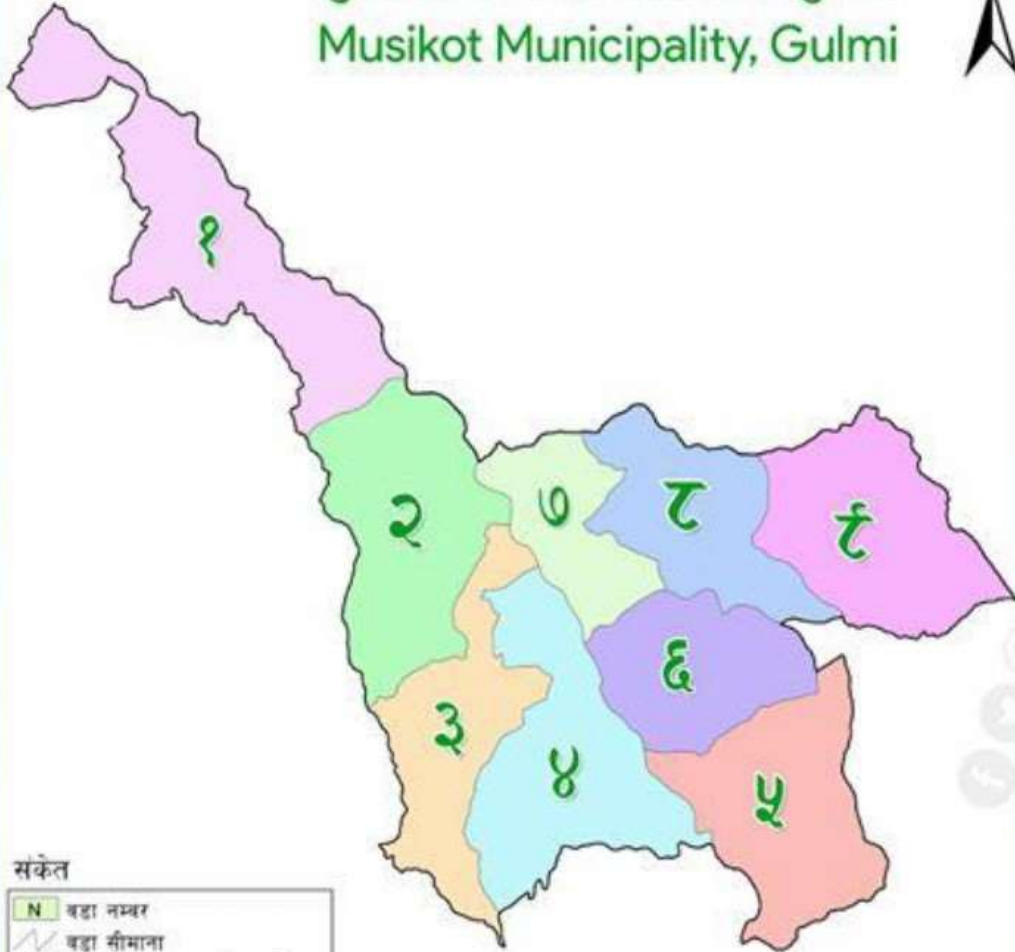 Musikot Municipality, Gulmi
१
२
७
८
९
६
३
४
५
संकेत
N वडा नम्बर
वडा सीमाना